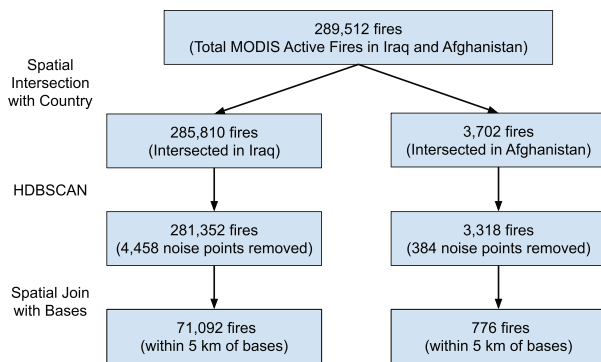 289,512 fires
(Total MODIS Active Fires in Iraq and Afghanistan)
Spatial
Intersection
with Country
285,810 fires
(Intersected in Iraq)
3,702 fires
(Intersected in Afghanistan)
HDBSCAN
281,352 fires
(4,458 noise points removed)
3,318 fires
(384 noise points removed)
Spatial Join
with Bases
71,092 fires
(within 5 km of bases)
776 fires
(within 5 km of bases)